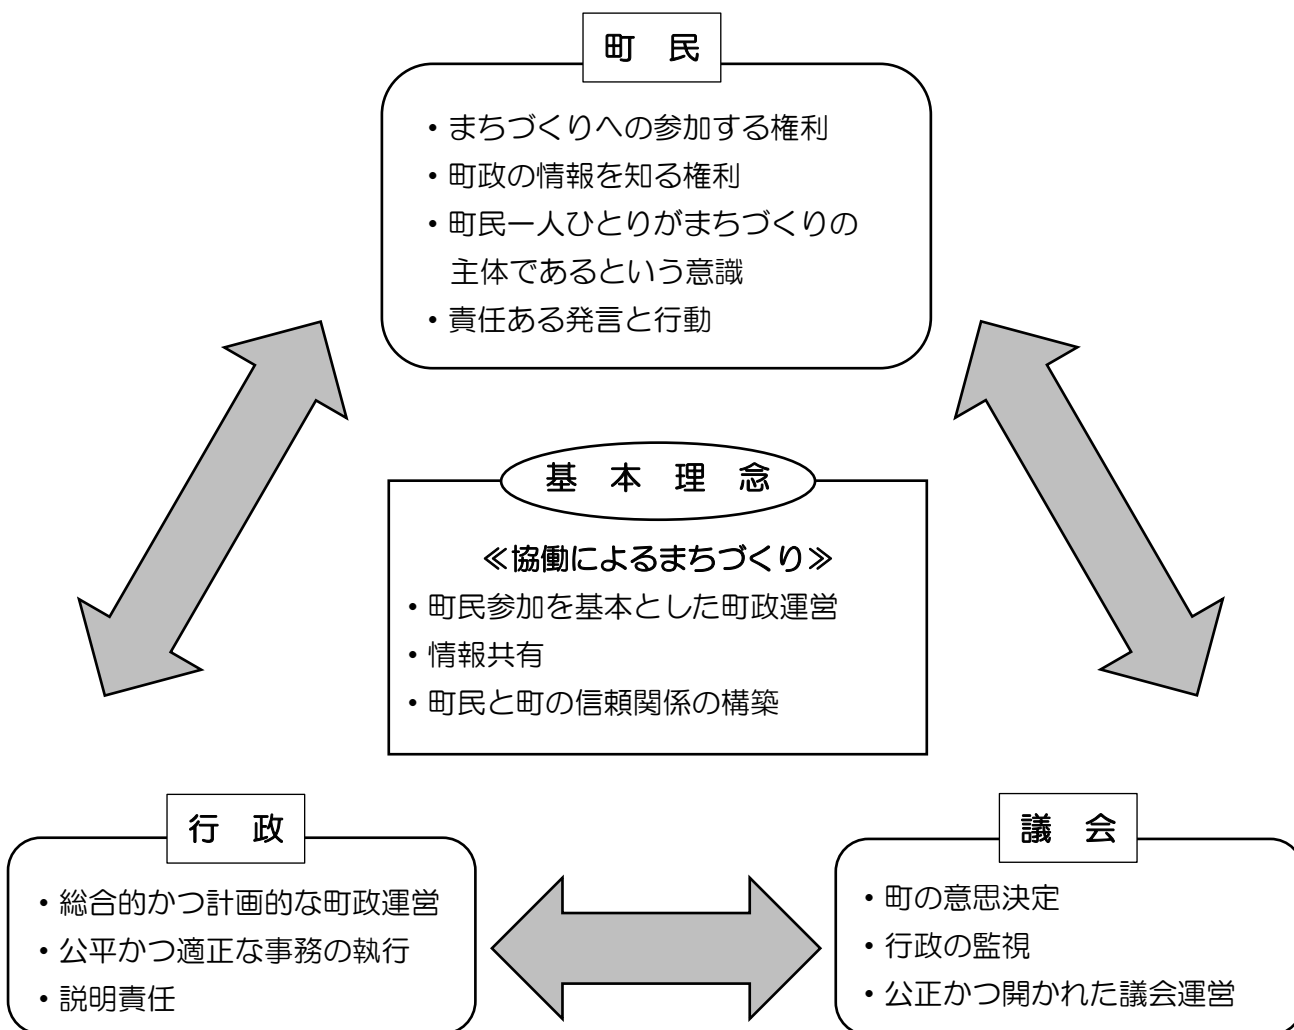 町 民
・まちづくりへの参加する権利
・町政の情報を知る権利
・町民一人ひとりがまちづくりの
主体であるという意識
・責任ある発言と行動
基 本 理 念
≪協働によるまちづくり≫
・町民参加を基本とした町政運営
・情報共有
・町民と町の信頼関係の構築
行 政
・総合的かつ計画的な町政運営
・公平かつ適正な事務の執行
・説明責任
議 会
・町の意思決定
・行政の監視
・公正かつ開かれた議会運営